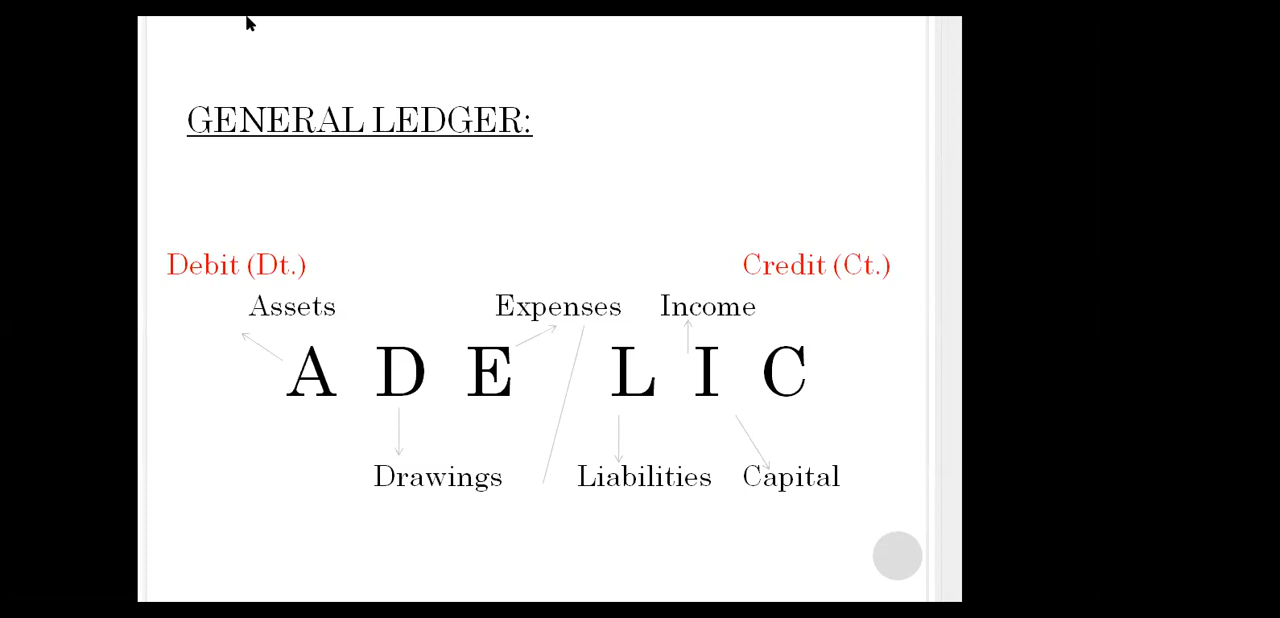 GENERAL LEDGER:
Debit (Dt.) Credit (Ct.)
Assets Expenses Income
A D E L I C
Drawings Liabilities Capital